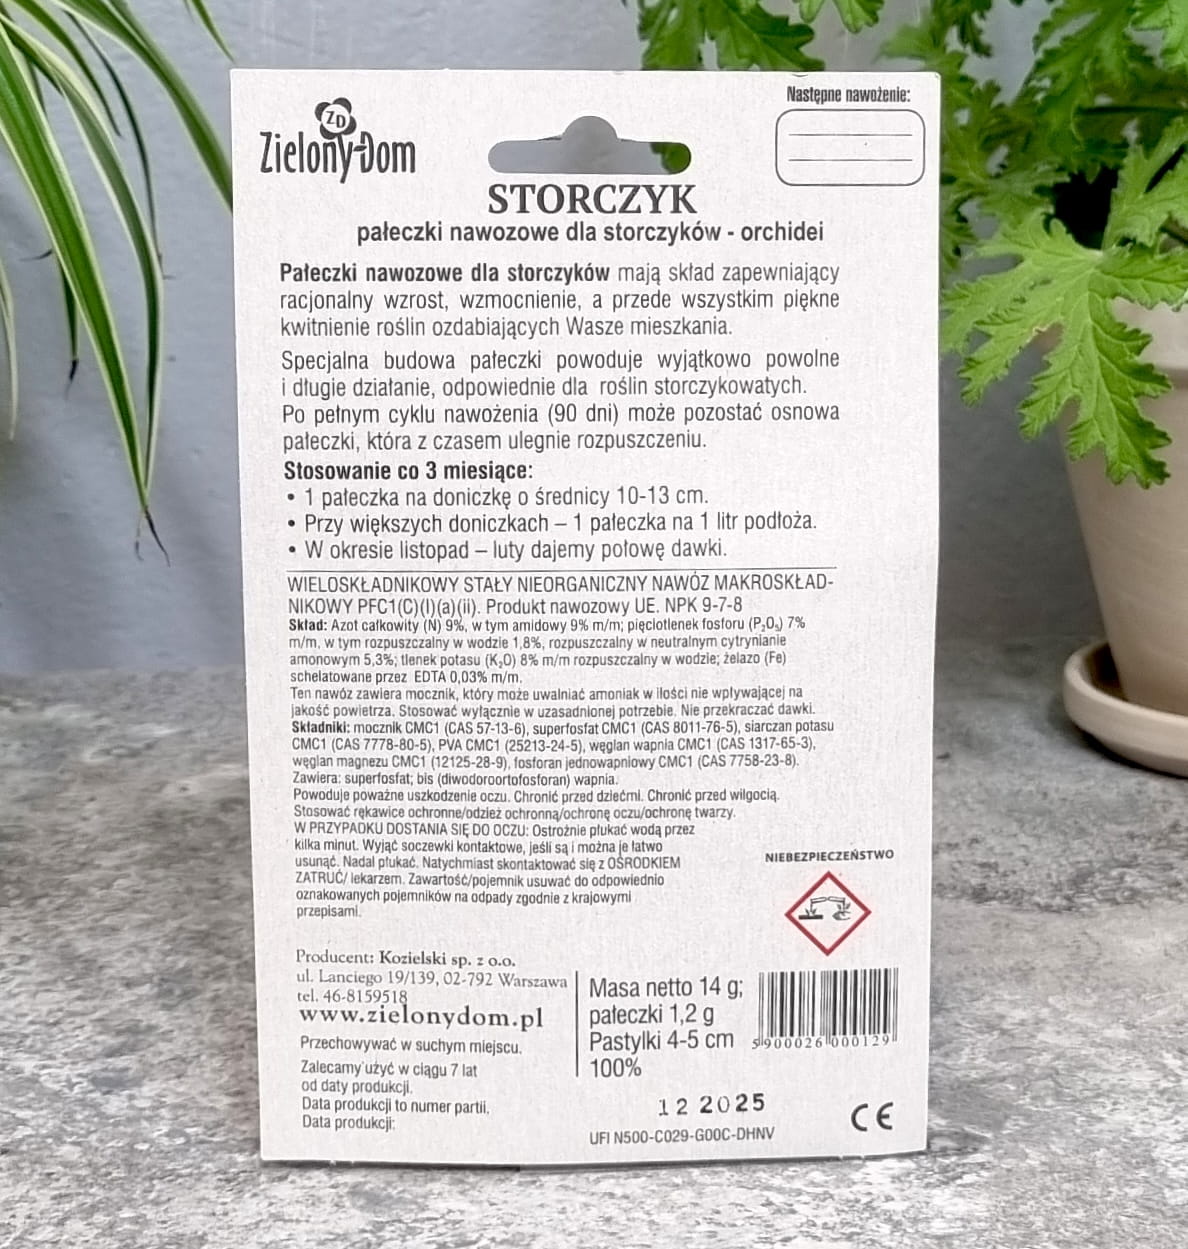 Następne nawożenie:
ZD
Zielony Dom
STORCZYK
pałeczki nawozowe dla storczyków - orchidei
Pałeczki nawozowe dla storczyków mają skład zapewniający
racjonalny wzrost, wzmocnienie, a przede wszystkim piękne
kwitnienie roślin ozdabiających Wasze mieszkania.
Specjalna budowa pałeczki powoduje wyjątkowo powolne
i długie działanie, odpowiednie dla roślin storczykowatych.
Po pełnym cyklu nawożenia (90 dni) może pozostać osnowa
pałeczki, która z czasem ulegnie rozpuszczeniu.
Stosowanie co 3 miesiące:
• 1 pałeczka na doniczkę o średnicy 10-13 cm.
• Przy większych doniczkach – 1 pałeczka na 1 litr podłoża.
• W okresie listopad – luty dajemy połowę dawki.
WIELOSKŁADNIKOWY STAŁY NIEORGANICZNY NAWÓZ MAKROSKŁAD-
NIKOWY PFC1(C)(I)(a)(ii). Produkt nawozowy UE. NPK 9-7-8
Skład: Azot całkowity (N) 9%, w tym amidowy 9% m/m; pięciotlenek fosforu (P₂O₅) 7%
m/m, w tym rozpuszczalny w wodzie 1,8%, rozpuszczalny w neutralnym cytrynianie
amonowym 5,3%; tlenek potasu (K₂O) 8% m/m rozpuszczalny w wodzie; żelazo (Fe)
schelatowane przez EDTA 0,03% m/m.
Ten nawóz zawiera mocznik, który może uwalniać amoniak w ilości nie wpływającej na
jakość powietrza. Stosować wyłącznie w uzasadnionej potrzebie. Nie przekraczać dawki.
Składniki: mocznik CMC1 (CAS 57-13-6), superfosfat CMC1 (CAS 8011-76-5), siarczan potasu
CMC1 (CAS 7778-80-5), PVA CMC1 (25213-24-5), węglan wapnia CMC1 (CAS 1317-65-3),
węglan magnezu CMC1 (12125-28-9), fosforan jednowapniowy CMC1 (CAS 7758-23-8).
Zawiera: superfosfat; bis (diwodoroortofosforan) wapnia.
Powoduje poważne uszkodzenie oczu. Chronić przed dziećmi. Chronić przed wilgocią.
Stosować rękawice ochronne/odzież ochronną/ochronę oczu/ochronę twarzy.
W PRZYPADKU DOSTANIA SIĘ DO OCZU: Ostrożnie płukać wodą przez
kilka minut. Wyjąć soczewki kontaktowe, jeśli są i można je łatwo
usunąć. Nadal płukać. Natychmiast skontaktować się z OŚRODKIEM
ZATRUĆ/ lekarzem. Zawartość/pojemnik usuwać do odpowiednio
oznakowanych pojemników na odpady zgodnie z krajowymi
przepisami.
NIEBEZPIECZEŃSTWO
Producent: Kozielski sp. z o.o.
ul. Lanciego 19/139, 02-792 Warszawa
tel. 46-8159518
www.zielonydom.pl
Przechowywać w suchym miejscu.
Zalecamy użyć w ciągu 7 lat
od daty produkcji.
Data produkcji to numer partii.
Data produkcji:
Masa netto 14 g;
pałeczki 1,2 g
Pastylki 4-5 cm
100%
5 900026 000129
12 2025
UFI N500-C029-G00C-DHNV
CE